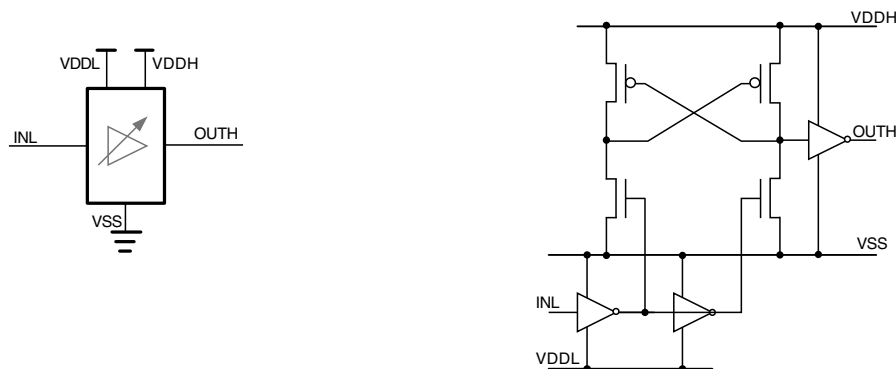 VDDL
VDDH
INL
OUTH
VSS
VDDH
OUTH
VSS
INL
VDDL